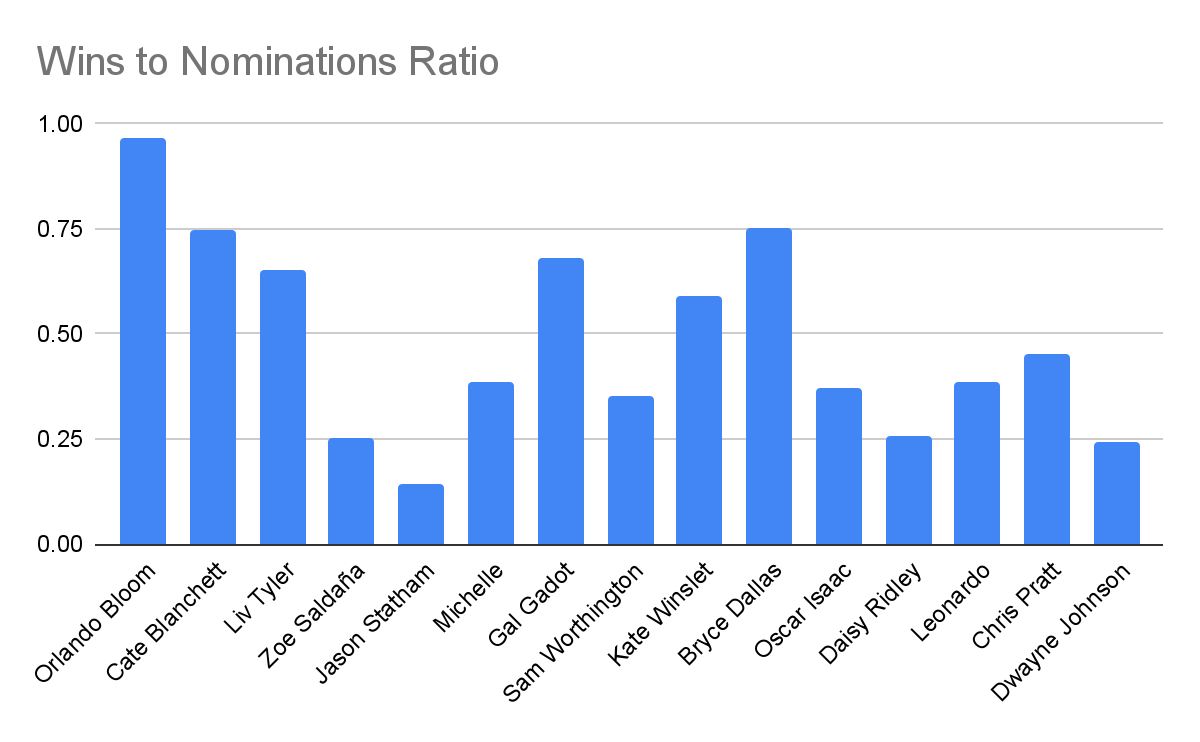 Wins to Nominations Ratio
1.00
0.75
0.50
0.25
0.00
Orlando Bloom
Cate Blanchett
Liv Tyler
Zoe Saldaña
Jason Statham
Michelle
Gal Gadot
Sam Worthington
Kate Winslet
Bryce Dallas
Oscar Isaac
Daisy Ridley
Leonardo
Chris Pratt
Dwayne Johnson